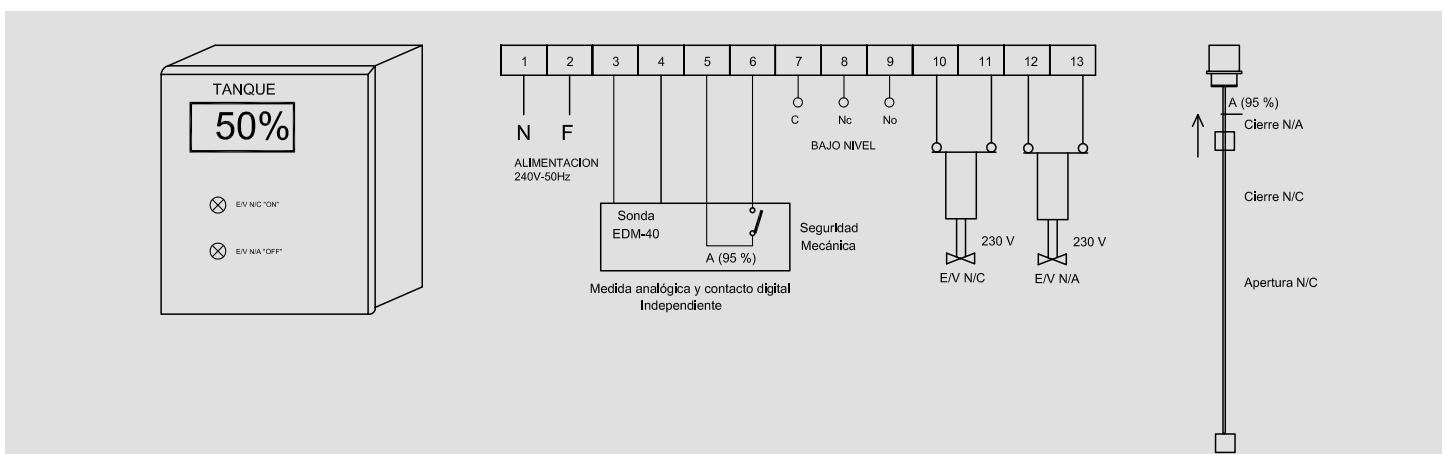 TANQUE
50%
E/V N/C "ON"
E/V N/A "OFF"
1 2 3 4 5 6 7 8 9 10 11 12 13
N F
ALIMENTACION
240V-50Hz
C Nc No
BAJO NIVEL
Sonda
EDM-40
A (95 %)
Seguridad
Mecánica
Medida analógica y contacto digital
Independiente
230 V
E/V N/C
230 V
E/V N/A
A (95 %)
Cierre N/A
Cierre N/C
Apertura N/C